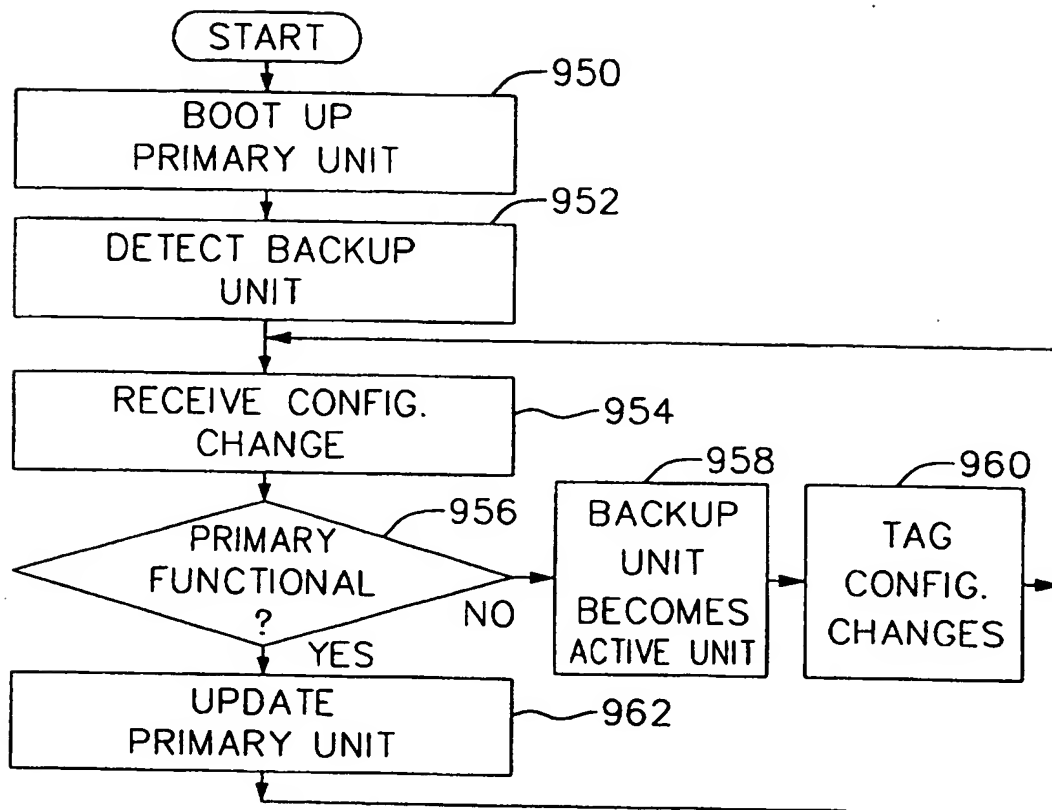 START
950
BOOT UP
PRIMARY UNIT
952
DETECT BACKUP
UNIT
RECEIVE CONFIG.
CHANGE
954
956
PRIMARY
FUNCTIONAL
?
NO
YES
958
BACKUP
UNIT
BECOMES
ACTIVE UNIT
960
TAG
CONFIG.
CHANGES
UPDATE
PRIMARY UNIT
962